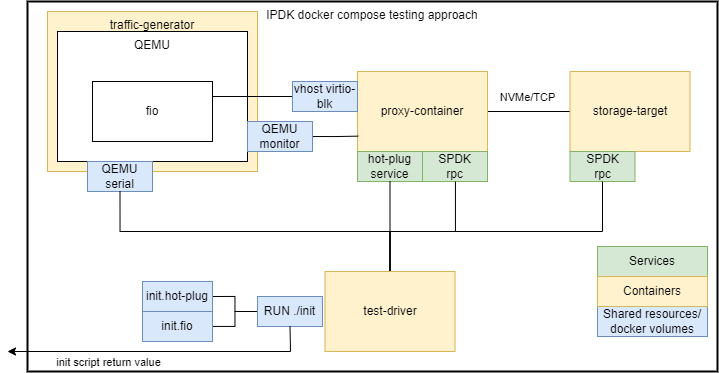 IPDK docker compose testing approach
traffic-generator
QEMU
fio
vhost virtio-
blk
proxy-container
NVMe/TCP
storage-target
QEMU
monitor
hot-plug
service
SPDK
rpc
SPDK
rpc
QEMU
serial
Services
Containers
Shared resources/
docker volumes
init.hot-plug
init.fio
RUN ./init
test-driver
init script return value